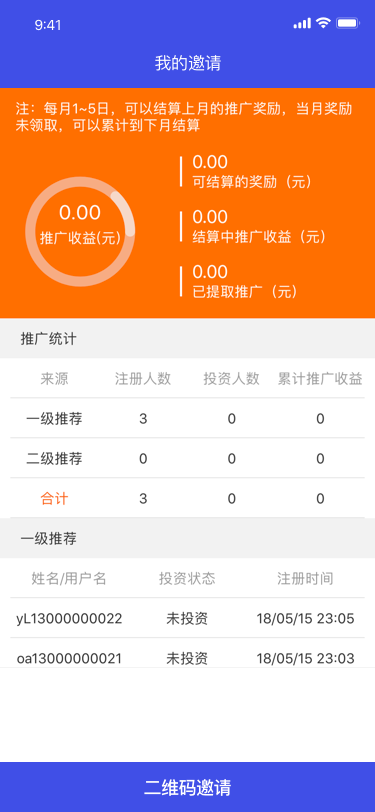 9:41
我的邀请
注：每月1~5日，可以结算上月的推广奖励，当月奖励
未领取，可以累计到下月结算
0.00
推广收益(元)
0.00
可结算的奖励（元）
0.00
结算中推广收益（元）
0.00
已提取推广（元)
推广统计
来源 注册人数 投资人数 累计推广收益
一级推荐 3 0 0
二级推荐 0 0 0
合计 3 0 0
一级推荐
姓名/用户名 投资状态 注册时间
yL13000000022 未投资 18/05/15 23:05
oa13000000021 未投资 18/05/15 23:03
二维码邀请